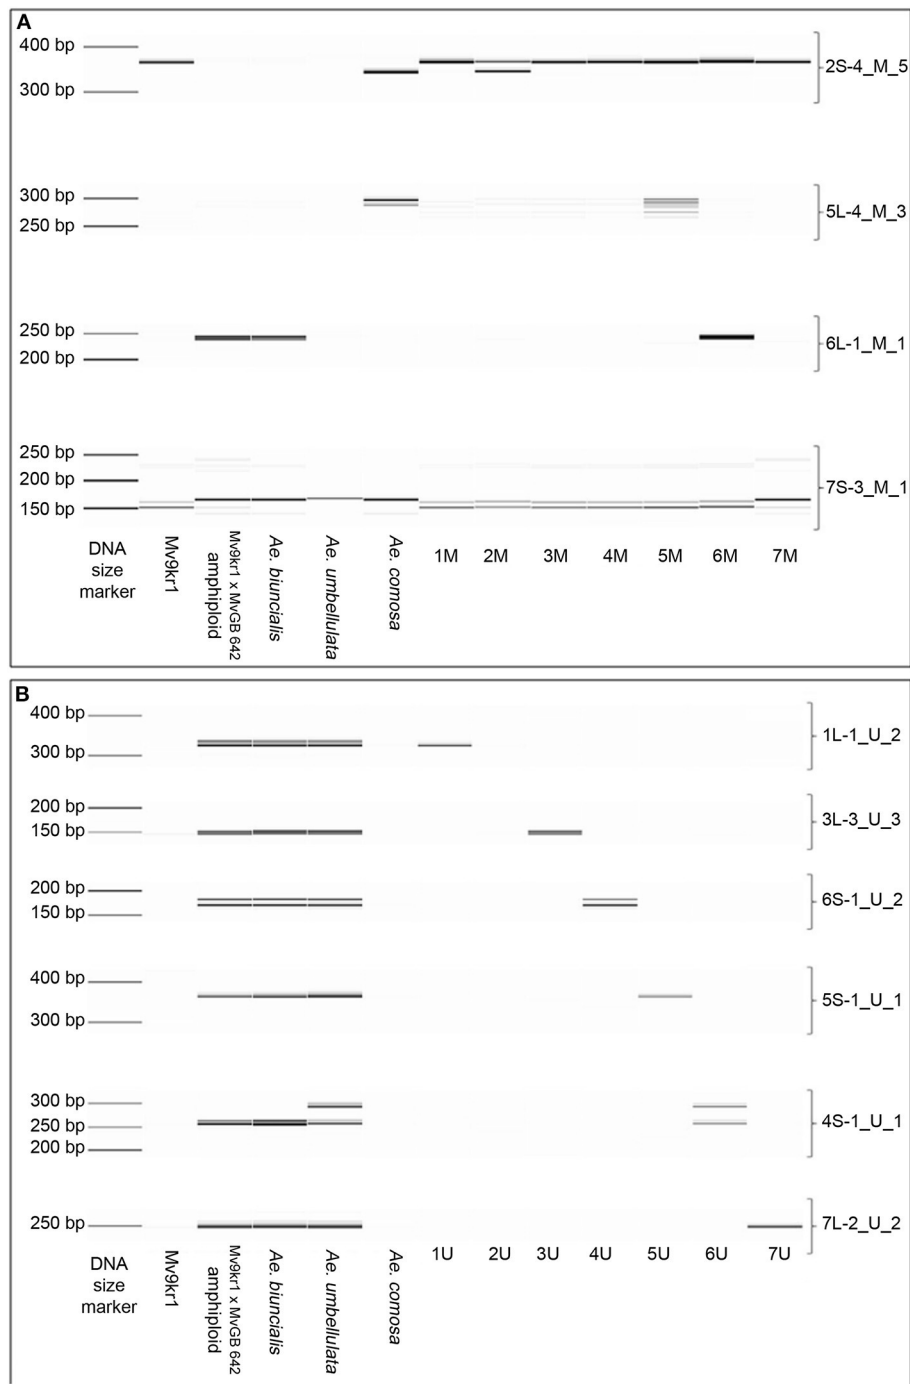 A
400 bp
300 bp
2S-4_M_5
300 bp
250 bp
5L-4_M_3
250 bp
200 bp
6L-1_M_1
250 bp
200 bp
150 bp
7S-3_M_1
DNA
size
marker
Mv9kr1
Mv9kr1 x MvGB 642
amphiploid
Ae. biuncialis
Ae. umbellulata
Ae. comosa
1M
2M
3M
4M
5M
6M
7M
B
400 bp
300 bp
1L-1_U_2
200 bp
150 bp
3L-3_U_3
200 bp
150 bp
6S-1_U_2
400 bp
300 bp
5S-1_U_1
300 bp
250 bp
200 bp
4S-1_U_1
250 bp
7L-2_U_2
DNA
size
marker
Mv9kr1
Mv9kr1 x MvGB 642
amphiploid
Ae. biuncialis
Ae. umbellulata
Ae. comosa
1U
2U
3U
4U
5U
6U
7U